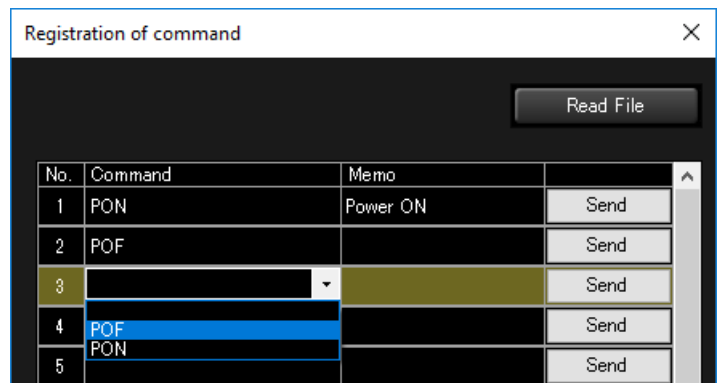 Registration of command
Read File
No. Command Memo
1 PON Power ON Send
2 POF Send
3 Send
POF
4 Send
PON
5 Send